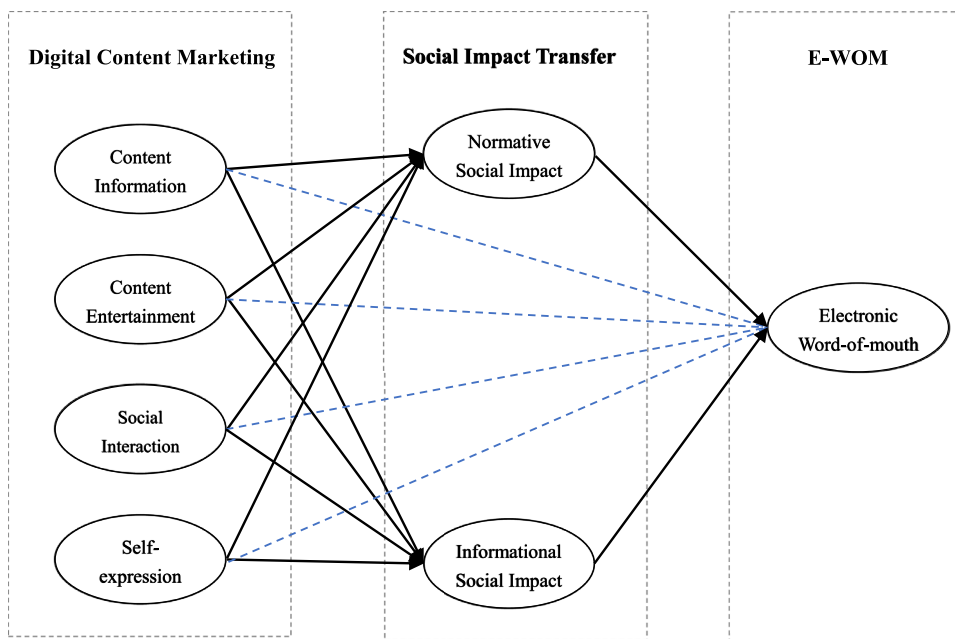 Digital Content Marketing
Social Impact Transfer
E-WOM
Content
Information
Content
Entertainment
Social
Interaction
Self-
expression
Normative
Social Impact
Informational
Social Impact
Electronic
Word-of-mouth